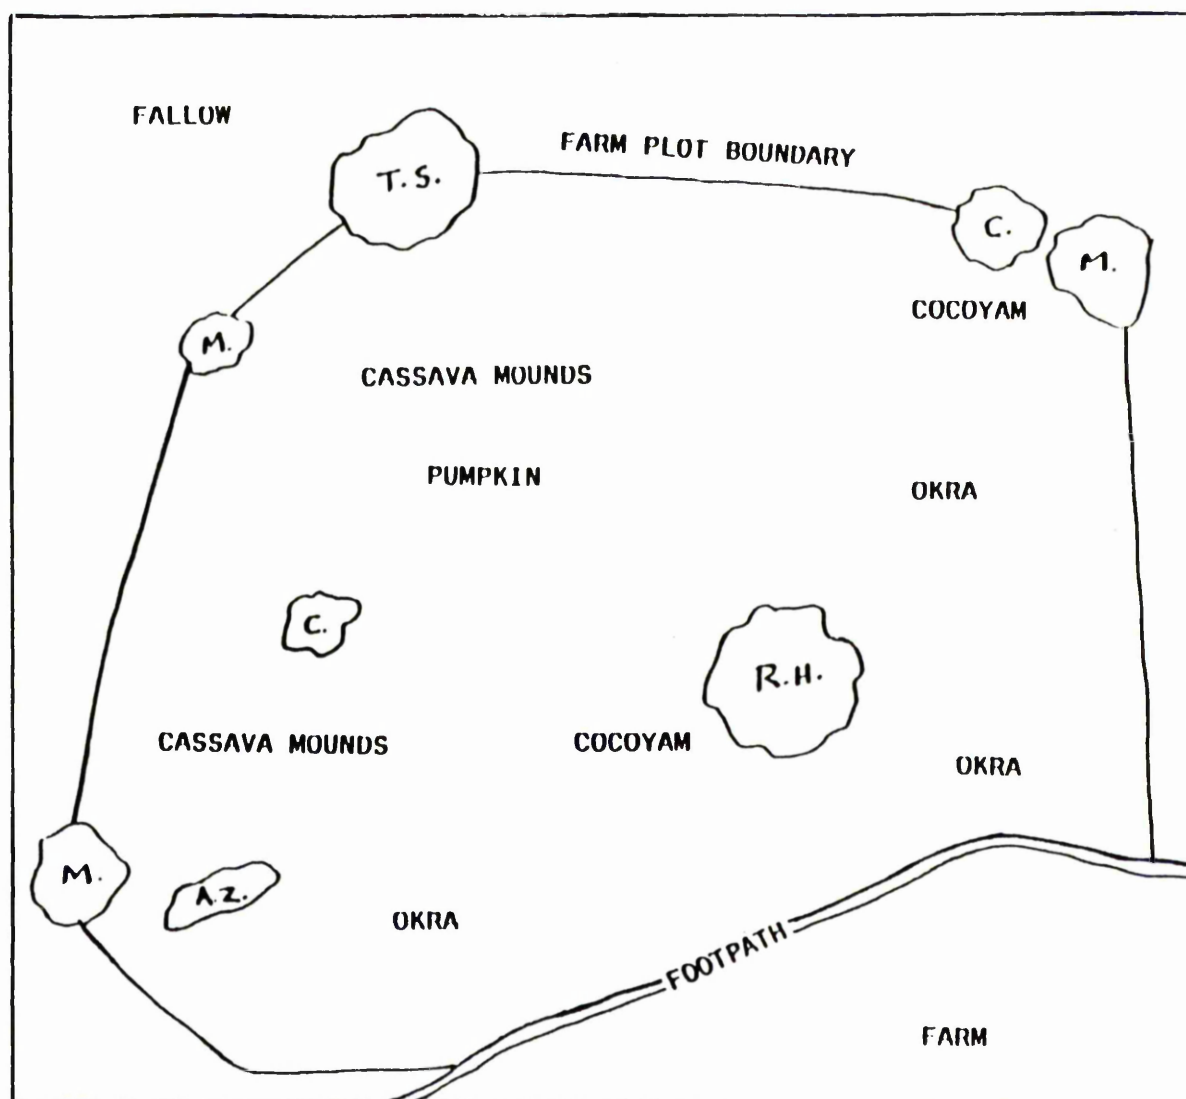 FALLOW
FARM PLOT BOUNDARY
T.S.
C.
M.
COCOYAM
M.
CASSAVA MOUNDS
PUMPKIN
OKRA
C.
R.H.
CASSAVA MOUNDS
COCOYAM
OKRA
M.
A.Z.
OKRA
FOOTPATH
FARM